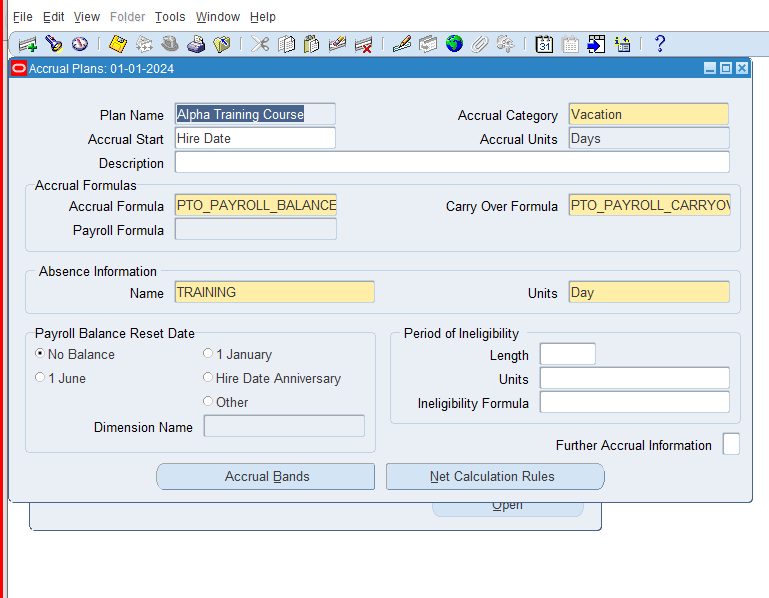 File Edit View Folder Tools Window Help
31
?
Accrual Plans: 01-01-2024
Plan Name Alpha Training Course Accrual Category Vacation
Accrual Start Hire Date Accrual Units Days
Description
Accrual Formulas
Accrual Formula PTO_PAYROLL_BALANCE Carry Over Formula PTO_PAYROLL_CARRYOV
Payroll Formula
Absence Information
Name TRAINING Units Day
Payroll Balance Reset Date Period of Ineligibility
No Balance 1 January Length
1 June Hire Date Anniversary Units
Other Ineligibility Formula
Dimension Name
Further Accrual Information
Accrual Bands Net Calculation Rules
Open